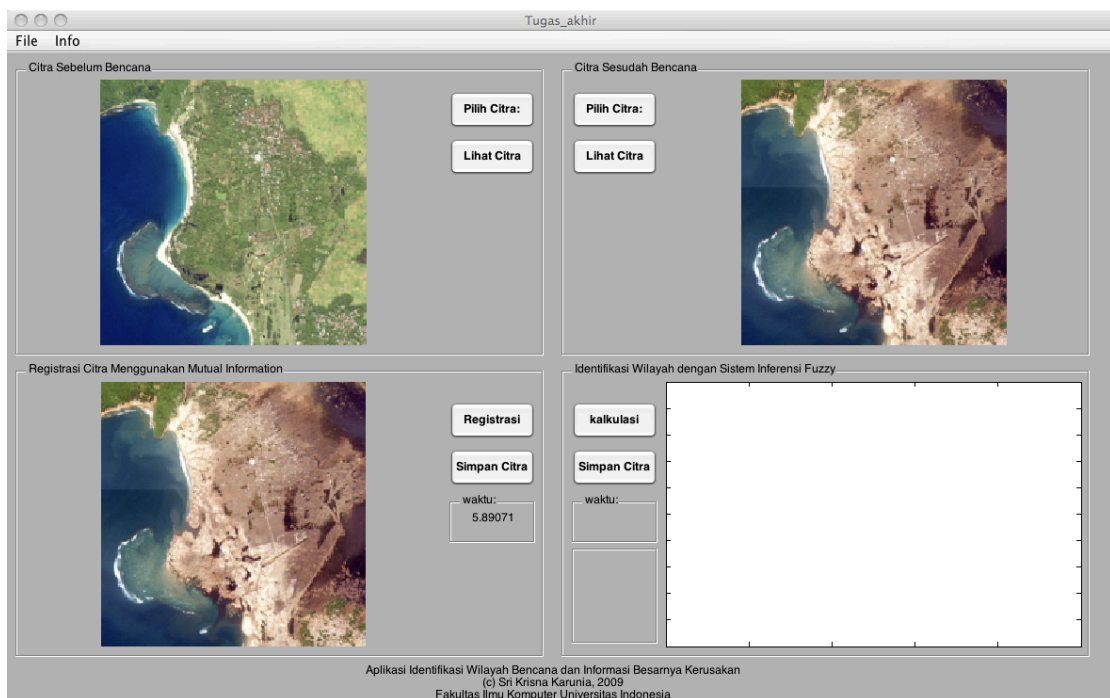 Tugas_akhir
File Info
Citra Sebelum Bencana
Pilih Citra:
Lihat Citra
Citra Sesudah Bencana
Pilih Citra:
Lihat Citra
Registrasi Citra Menggunakan Mutual Information
Registrasi
Simpan Citra
waktu:
5.89071
Identifikasi Wilayah dengan Sistem Inferensi Fuzzy
kalkulasi
Simpan Citra
waktu:
Aplikasi Identifikasi Wilayah Bencana dan Informasi Besarnya Kerusakan
(c) Sri Krisna Karunia, 2009
Fakultas Ilmu Komputer Universitas Indonesia